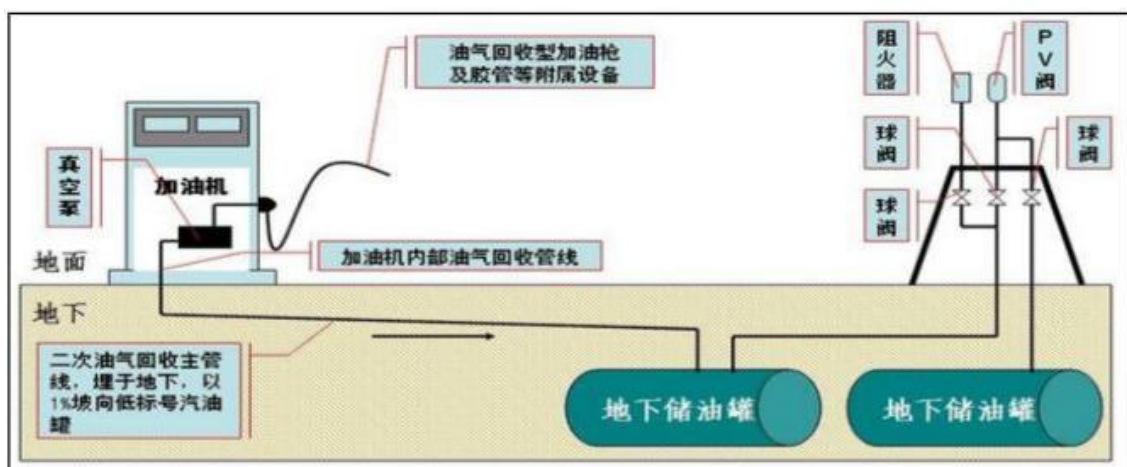 油气回收型加油枪
及胶管等附属设备
阻
火
器
P
V
阀
真
空
泵
加油机
球
阀
球
阀
球
阀
加油机内部油气回收管线
地面
地下
二次油气回收主管
线，埋于地下，以
1%坡向低标号汽油
罐
地下储油罐
地下储油罐